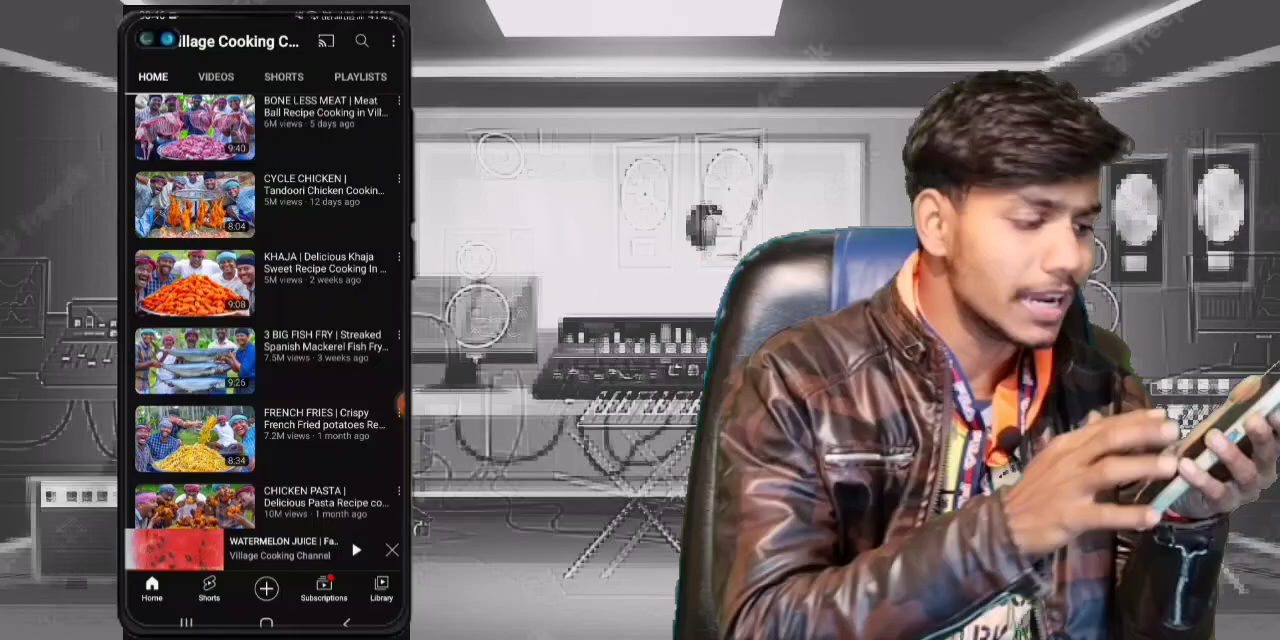 illage Cooking C...
HOME VIDEOS SHORTS PLAYLISTS
BONE LESS MEAT | Meat
Ball Recipe Cooking in Vill...
6M views · 5 days ago
9:40
CYCLE CHICKEN |
Tandoori Chicken Cookin...
5M views · 12 days ago
8:04
KHAJA | Delicious Khaja
Sweet Recipe Cooking In ...
5M views · 2 weeks ago
9:08
3 BIG FISH FRY | Streaked
Spanish Mackerel Fish Fry...
7.5M views · 3 weeks ago
9:26
FRENCH FRIES | Crispy
French Fried potatoes Re...
7.2M views · 1 month ago
8:34
CHICKEN PASTA |
Delicious Pasta Recipe co...
10M views · 1 month ago
WATERMELON JUICE | Fa..
Village Cooking Channel
Home Shorts Subscriptions Library